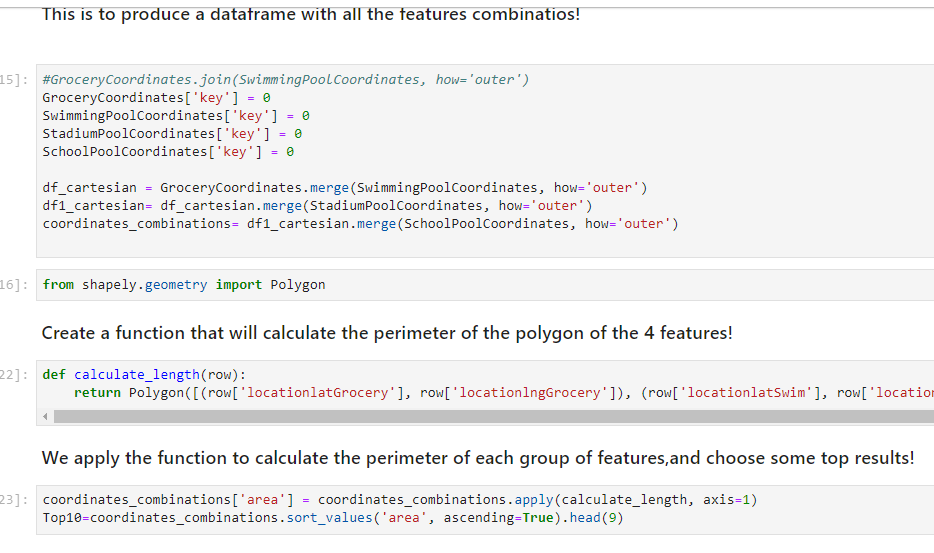 This is to produce a dataframe with all the features combinatios!
15]:
#GroceryCoordinates.join(SwimmingPoolCoordinates, how='outer')
GroceryCoordinates['key'] = 0
SwimmingPoolCoordinates['key'] = 0
StadiumPoolCoordinates['key'] = 0
SchoolPoolCoordinates['key'] = 0
df_cartesian = GroceryCoordinates.merge(SwimmingPoolCoordinates, how='outer')
df1_cartesian= df_cartesian.merge(StadiumPoolCoordinates, how='outer')
coordinates_combinations= df1_cartesian.merge(SchoolPoolCoordinates, how='outer')
16]:
from shapely.geometry import Polygon
Create a function that will calculate the perimeter of the polygon of the 4 features!
22]:
def calculate_length(row):
return Polygon([(row['locationlatGrocery'], row['locationlngGrocery']), (row['locationlatSwim'], row['location
We apply the function to calculate the perimeter of each group of features,and choose some top results!
23]:
coordinates_combinations['area'] = coordinates_combinations.apply(calculate_length, axis=1)
Top10=coordinates_combinations.sort_values('area', ascending=True).head(9)